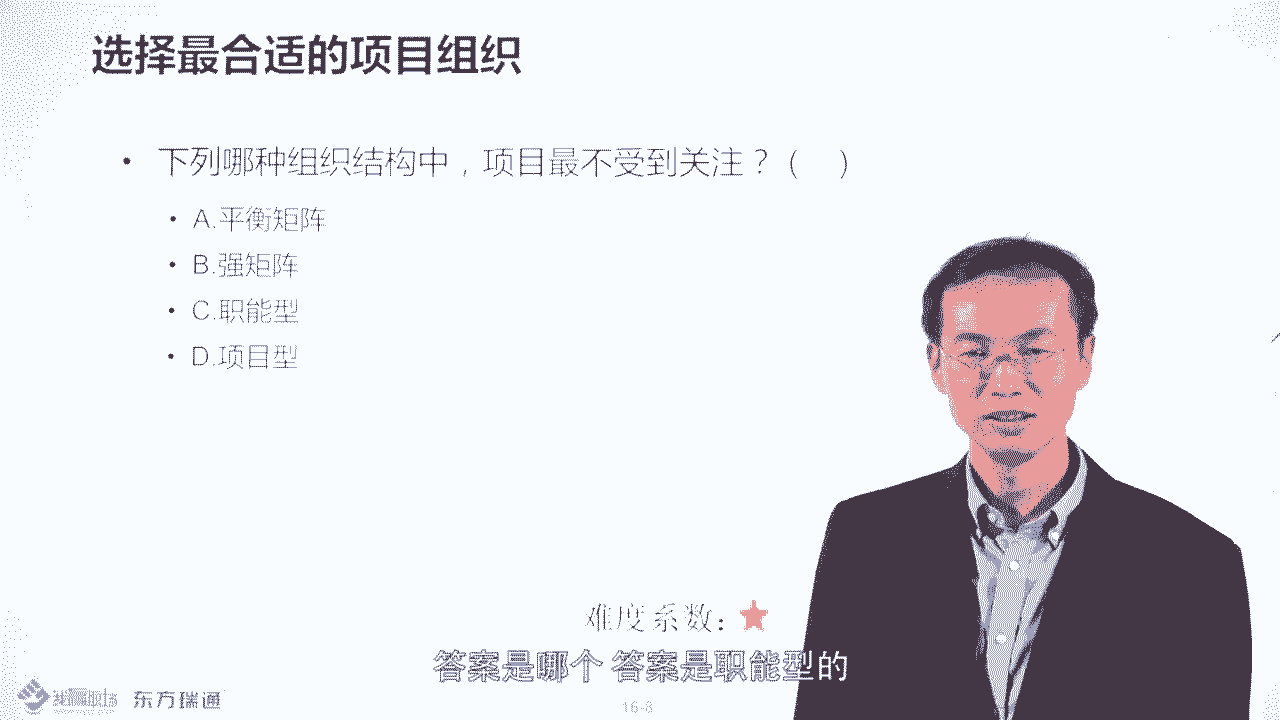 选择最合适的项目组织
• 下列哪种组织结构中，项目最不受到关注？（ ）
• A.平衡矩阵
• B.强矩阵
• C.职能型
• D.项目型
难度系数：
答案是哪个 答案是职能型的
东方瑞通
16-8